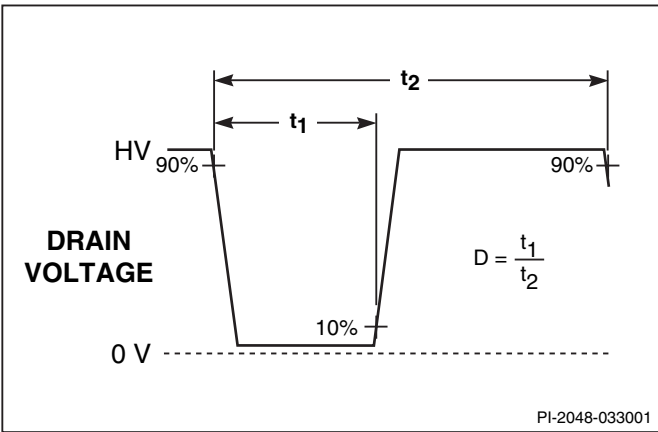 t2
t1
HV
90%
90%
DRAIN
VOLTAGE
D = t1
t2
10%
0 V
PI-2048-033001